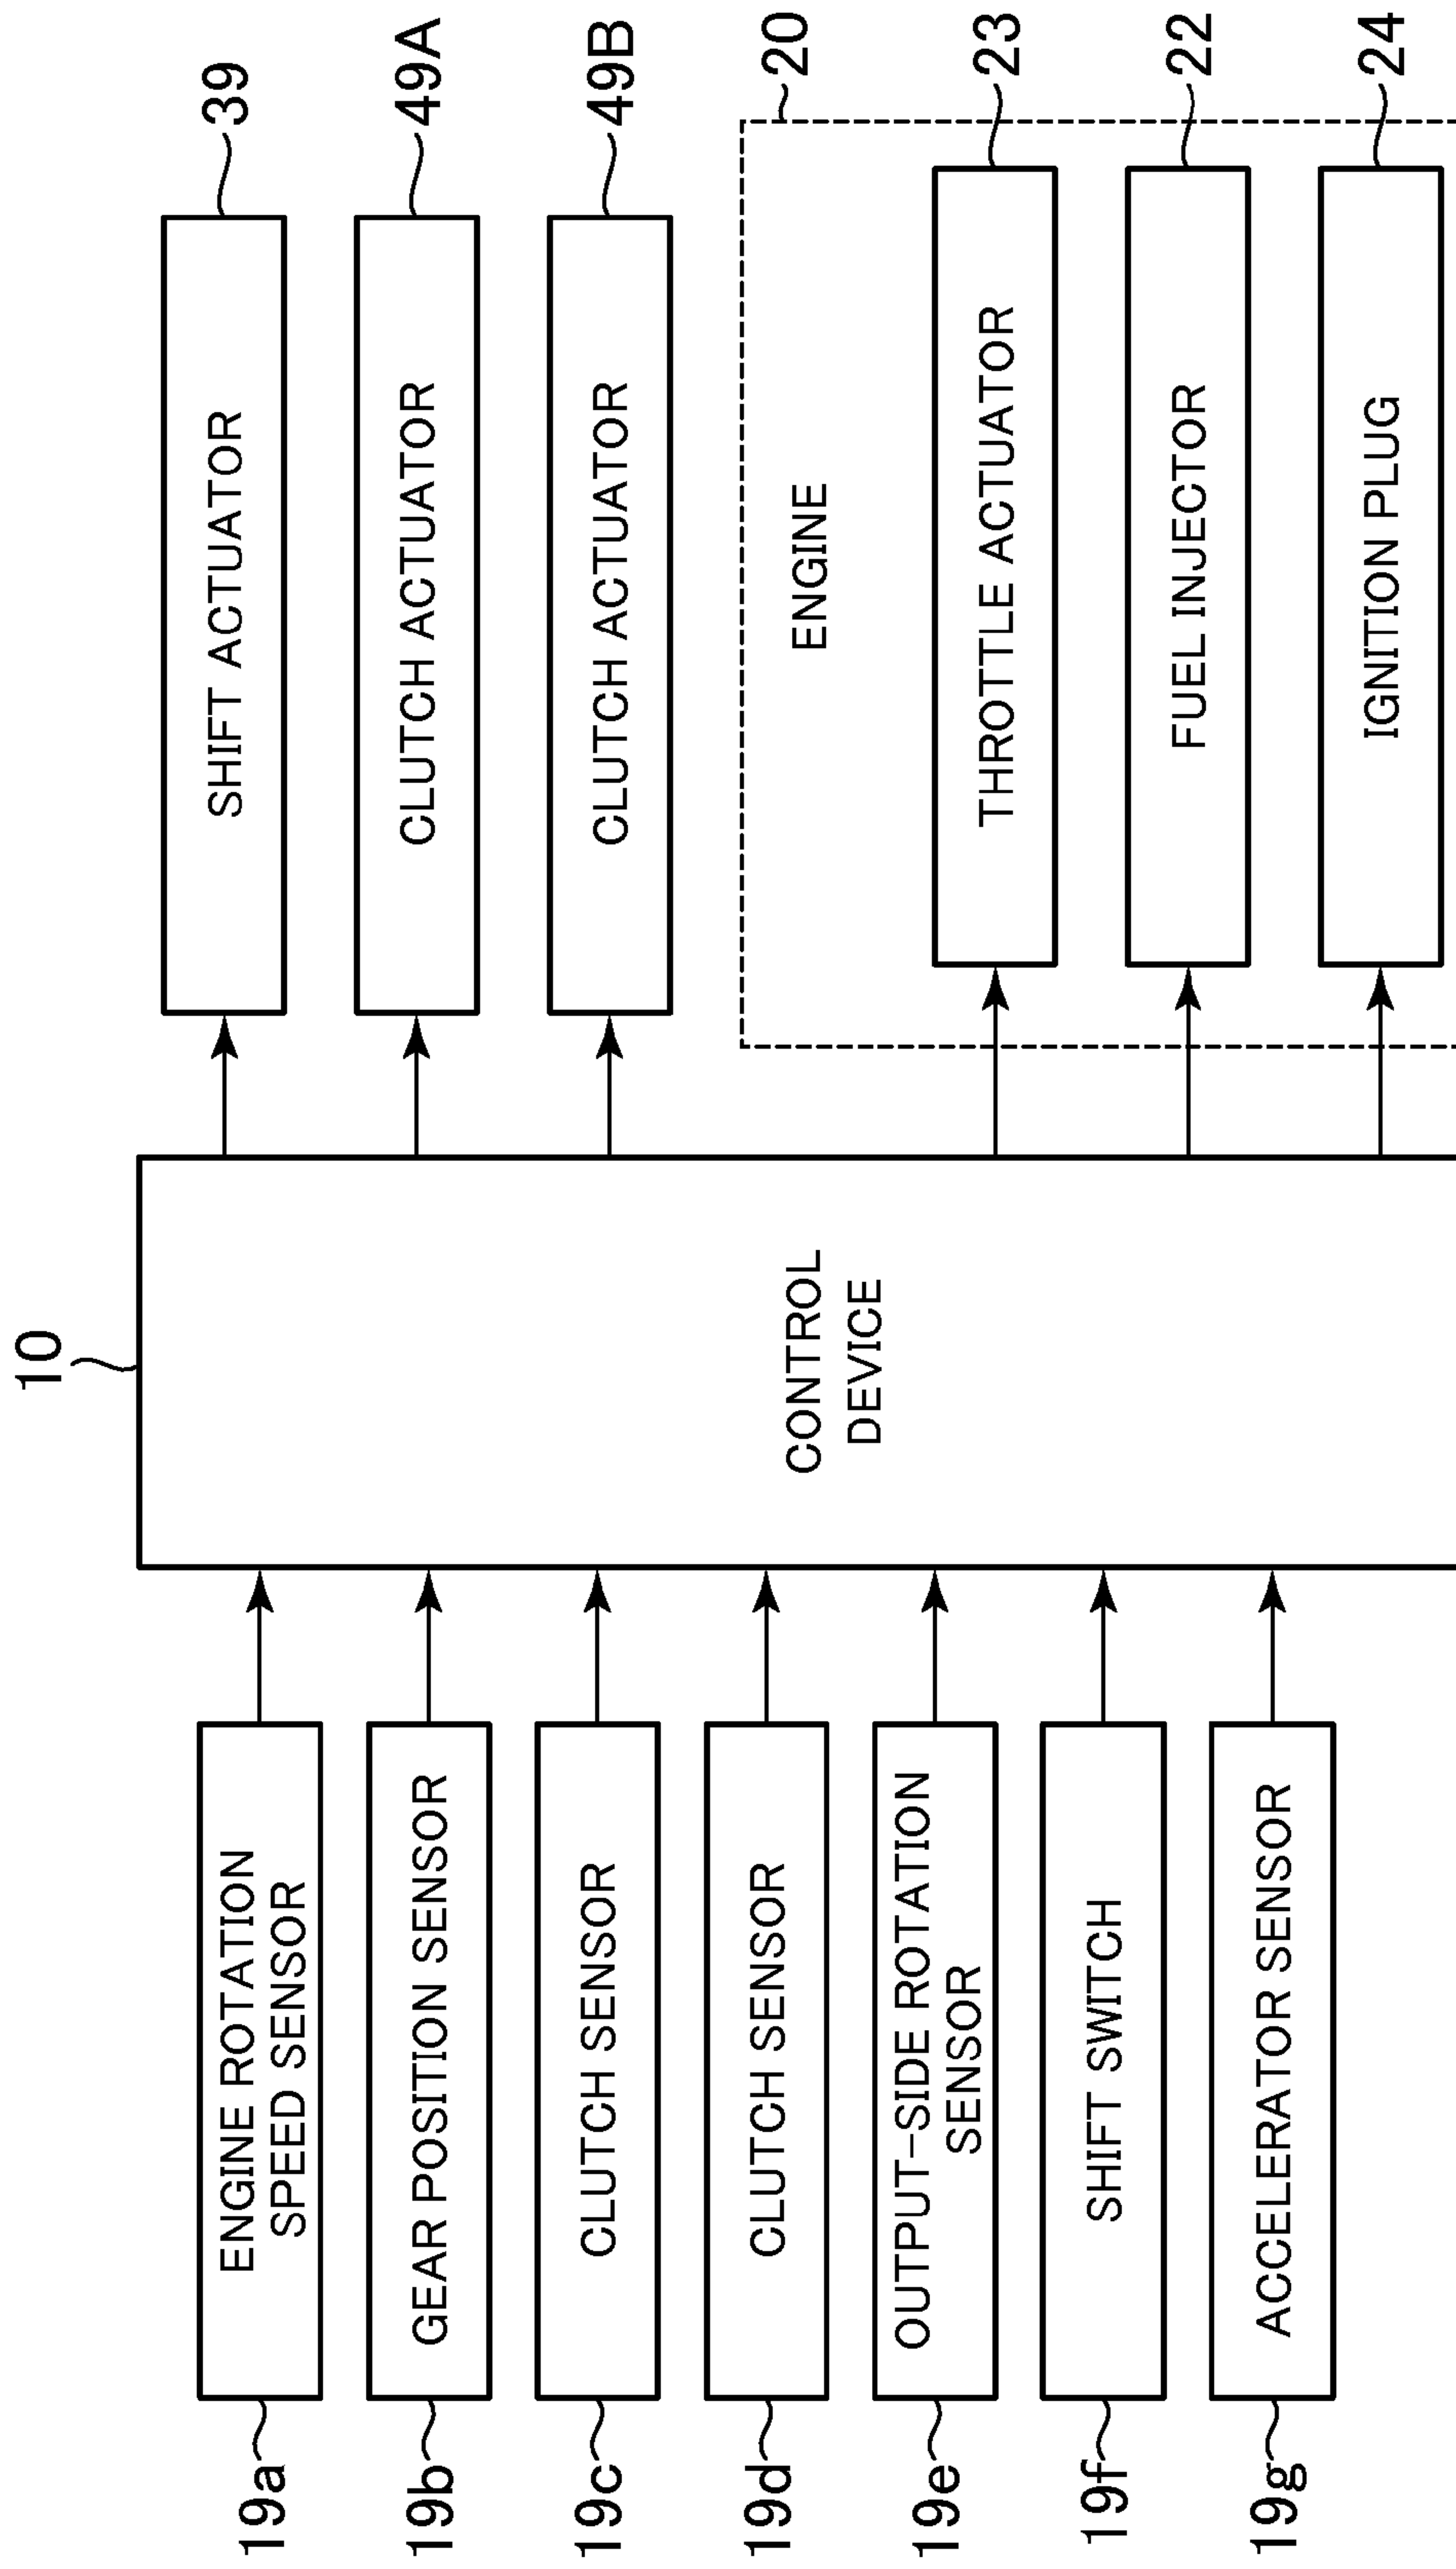 10
19a
ENGINE ROTATION
SPEED SENSOR
19b
GEAR POSITION SENSOR
19c
CLUTCH SENSOR
19d
CLUTCH SENSOR
19e
OUTPUT-SIDE ROTATION
SENSOR
19f
SHIFT SWITCH
19g
ACCELERATOR SENSOR
CONTROL
DEVICE
SHIFT ACTUATOR
39
CLUTCH ACTUATOR
49A
CLUTCH ACTUATOR
49B
ENGINE
20
THROTTLE ACTUATOR
23
FUEL INJECTOR
22
IGNITION PLUG
24